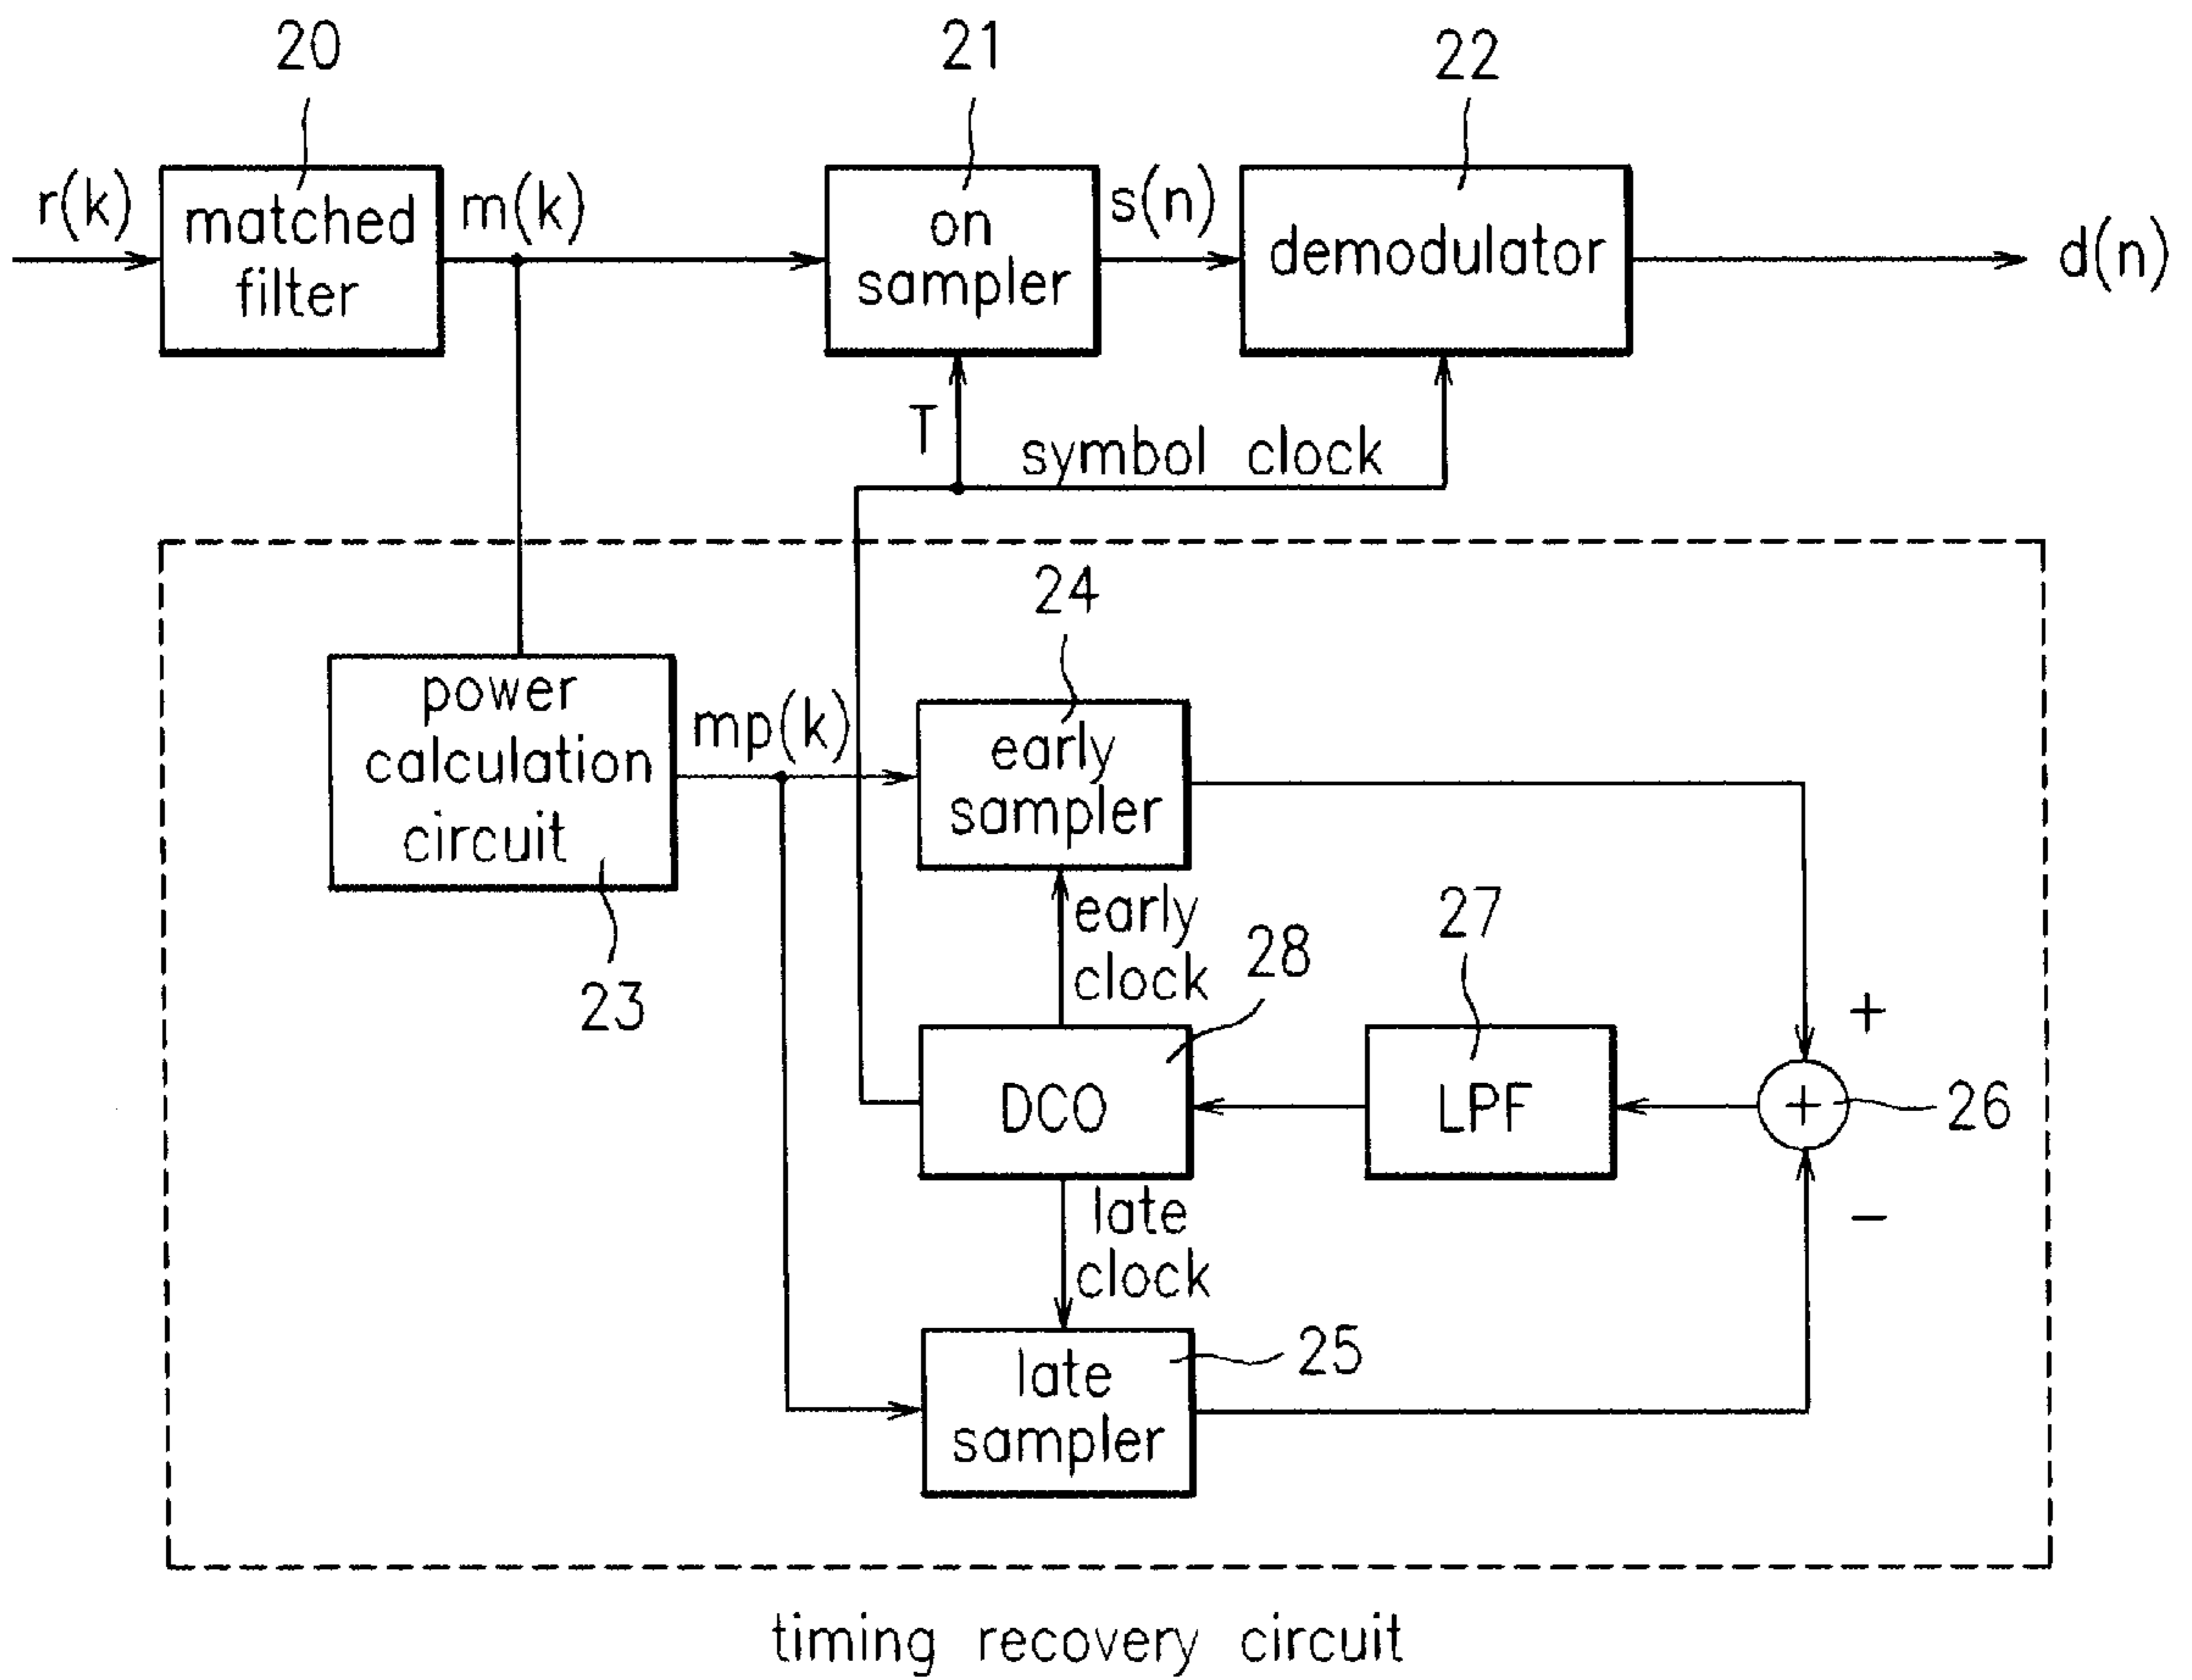 20
21
22
r(k)
matched
filter
m(k)
on
sampler
s(n)
demodulator
d(n)
T
symbol clock
24
power
calculation
circuit
23
mp(k)
early
sampler
early
clock
28
27
DCO
LPF
+
+
26
−
late
clock
late
sampler
25
timing recovery circuit